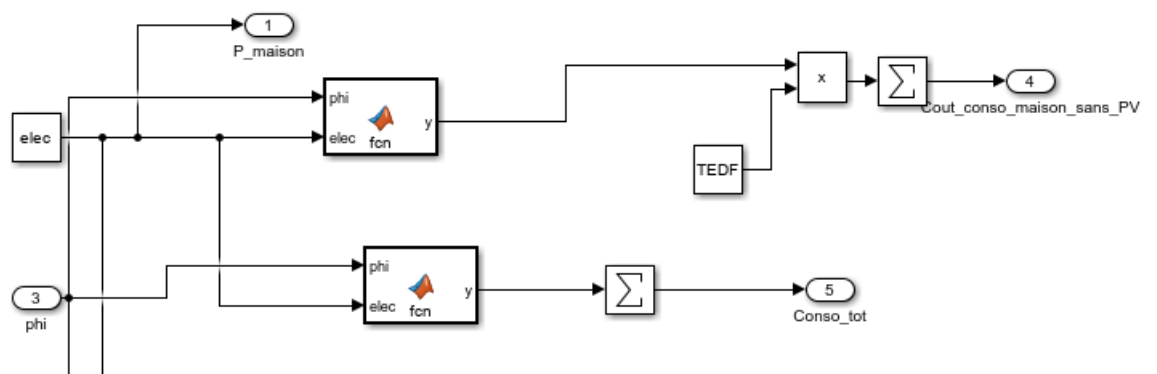 1
P_maison
phi
elec
y
fcn
elec
x
Σ
4
Cout_conso_maison_sans_PV
TEDF
phi
elec
y
fcn
Σ
3
phi
5
Conso_tot